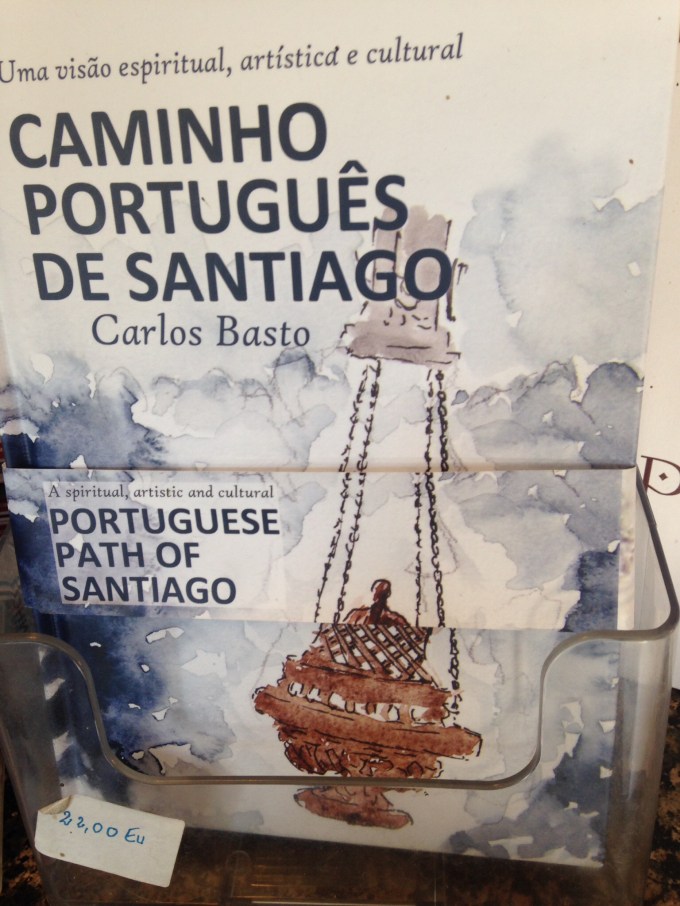 Uma visão espiritual, artística e cultural
CAMINHO
PORTUGUÊS
DE SANTIAGO
Carlos Basto
A spiritual, artistic and cultural
PORTUGUESE
PATH OF
SANTIAGO
22,00 Eu